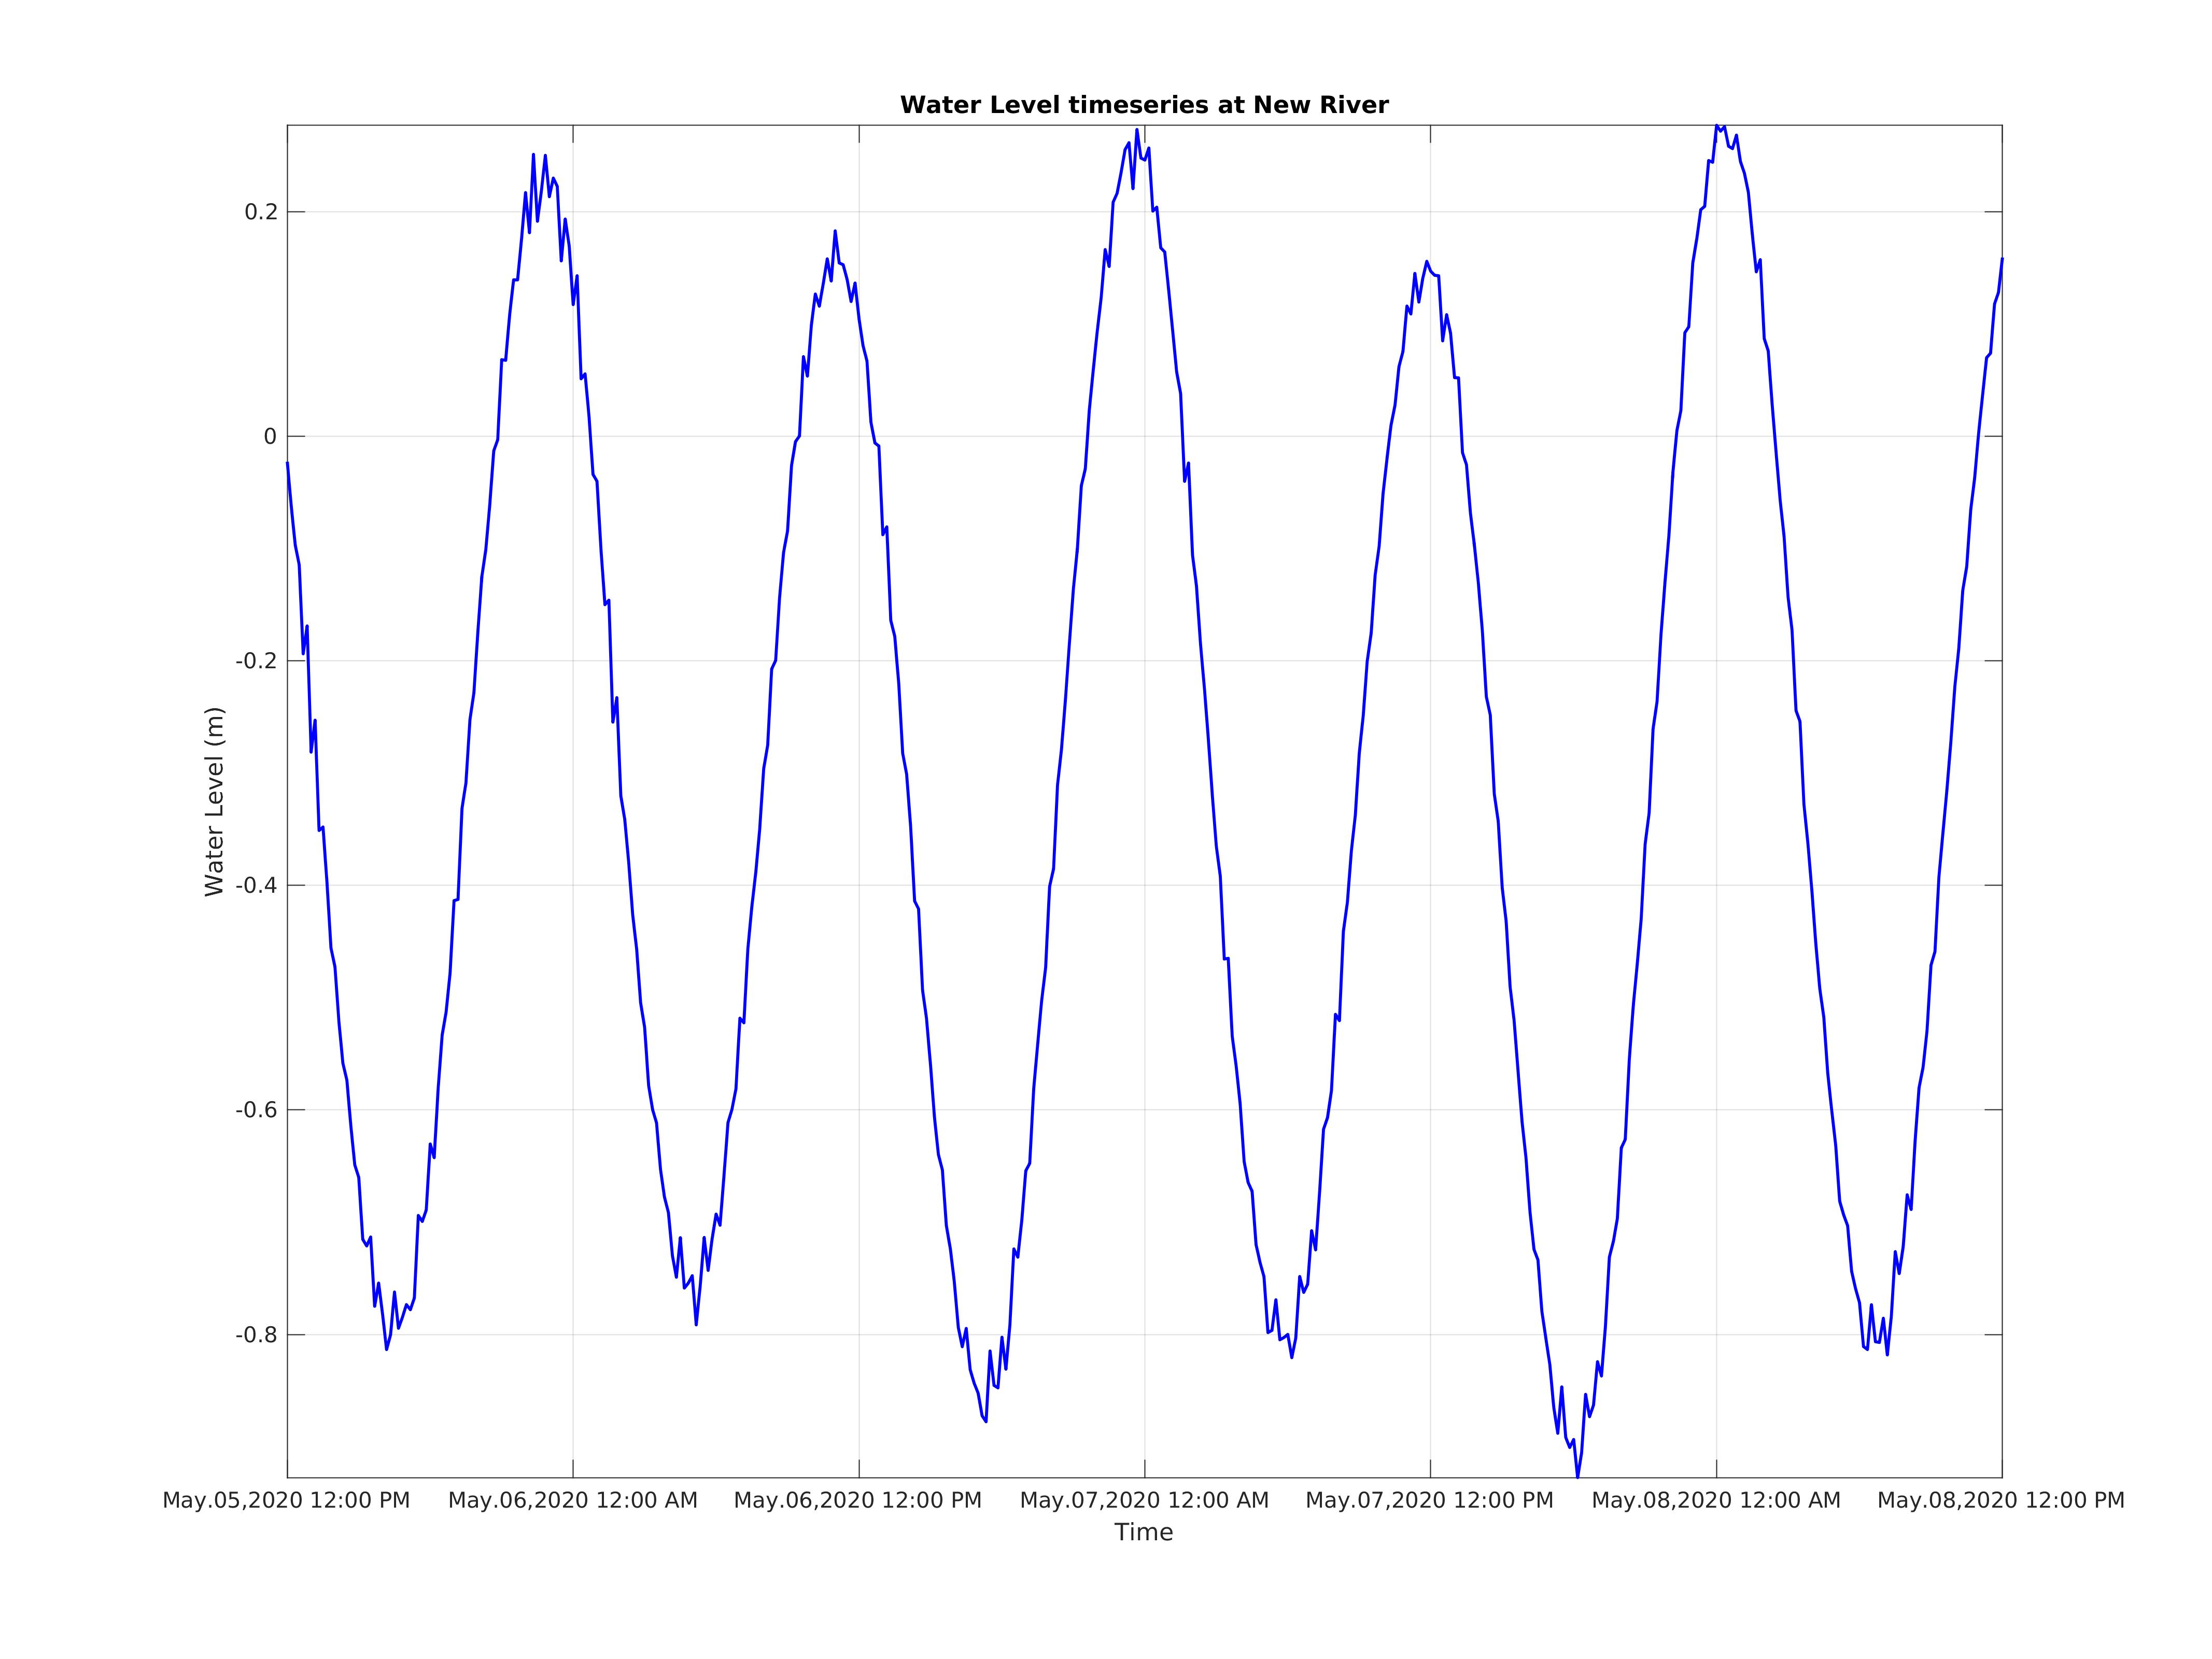 Water Level timeseries at New River
0.2
0
-0.2
-0.4
-0.6
-0.8
Water Level (m)
May.05,2020 12:00 PM May.06,2020 12:00 AM May.06,2020 12:00 PM May.07,2020 12:00 AM May.07,2020 12:00 PM May.08,2020 12:00 AM May.08,2020 12:00 PM
Time